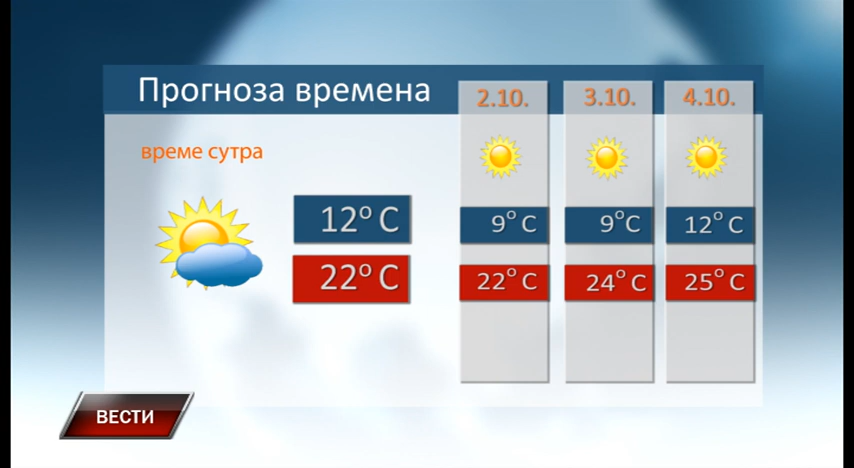 Прогноза времена
време сутра
12° C
22° C
2.10.
9° C
22° C
3.10.
9°C
24° C
4.10.
12° C
25° C
ВЕСТИ